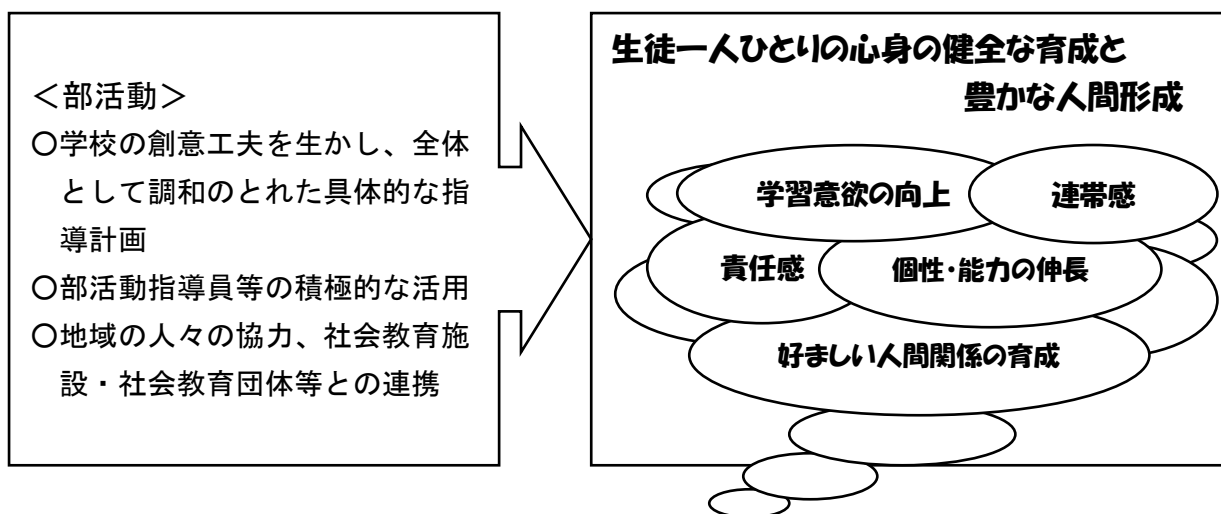 ＜部活動＞
〇学校の創意工夫を生かし、全体
として調和のとれた具体的な指
導計画
〇部活動指導員等の積極的な活用
〇地域の人々の協力、社会教育施
設・社会教育団体等との連携
生徒一人ひとりの心身の健全な育成と
豊かな人間形成
学習意欲の向上
連帯感
責任感
個性・能力の伸長
好ましい人間関係の育成